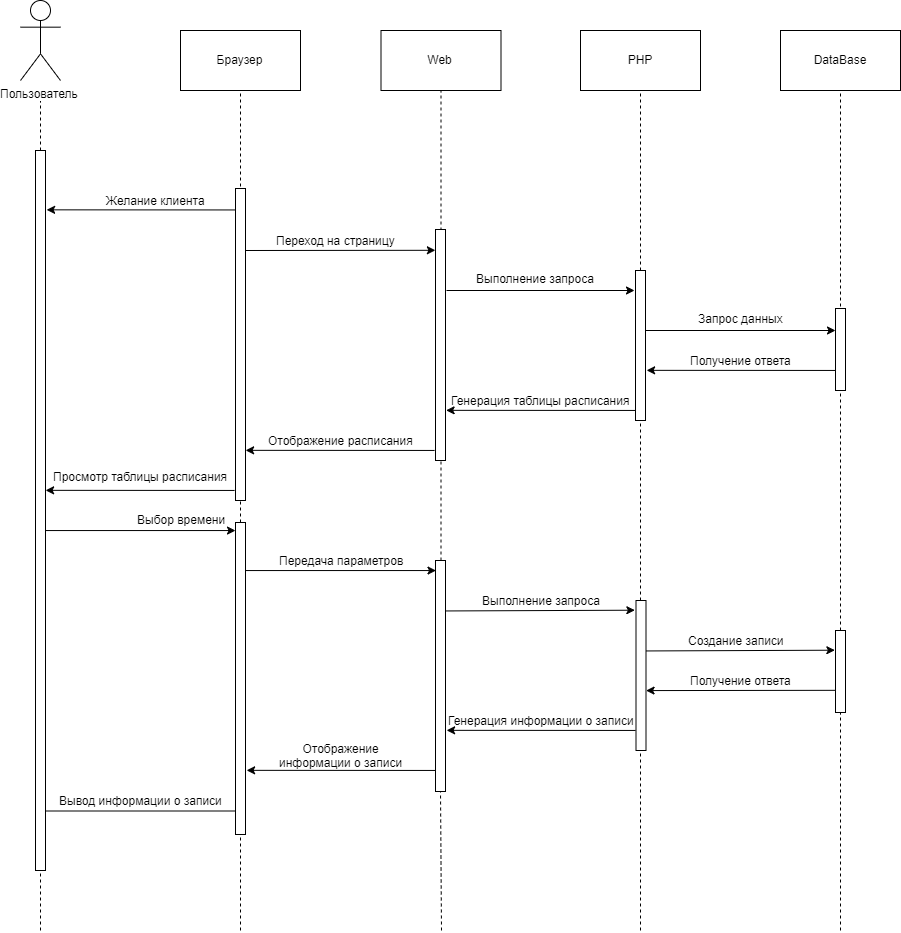 Браузер
Web
PHP
DataBase
Пользователь
Желание клиента
Переход на страницу
Выполнение запроса
Запрос данных
Получение ответа
Генерация таблицы расписания
Отображение расписания
Просмотр таблицы расписания
Выбор времени
Передача параметров
Выполнение запроса
Создание записи
Получение ответа
Генерация информации о записи
Отображение
информации о записи
Вывод информации о записи